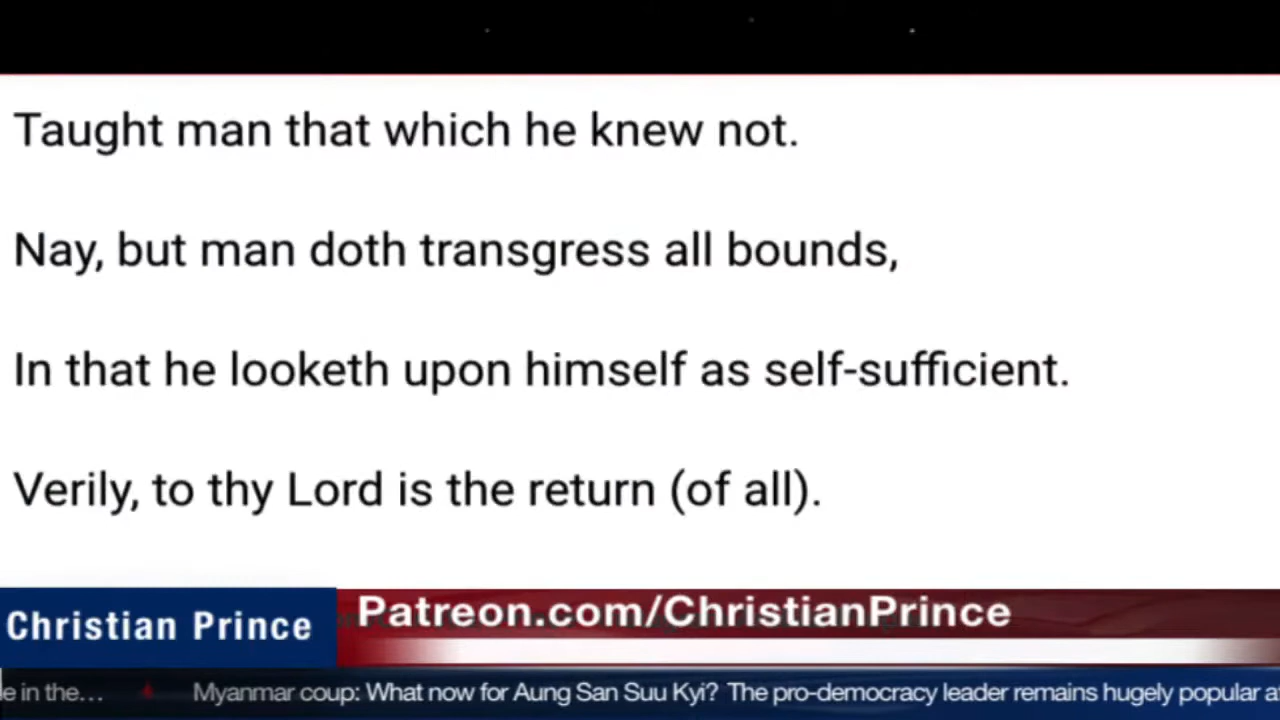 Taught man that which he knew not.
Nay, but man doth transgress all bounds,
In that he looketh upon himself as self-sufficient.
Verily, to thy Lord is the return (of all).
Christian Prince
Patreon.com/ChristianPrince
e in the... Myanmar coup: What now for Aung San Suu Kyi? The pro-democracy leader remains hugely popular a